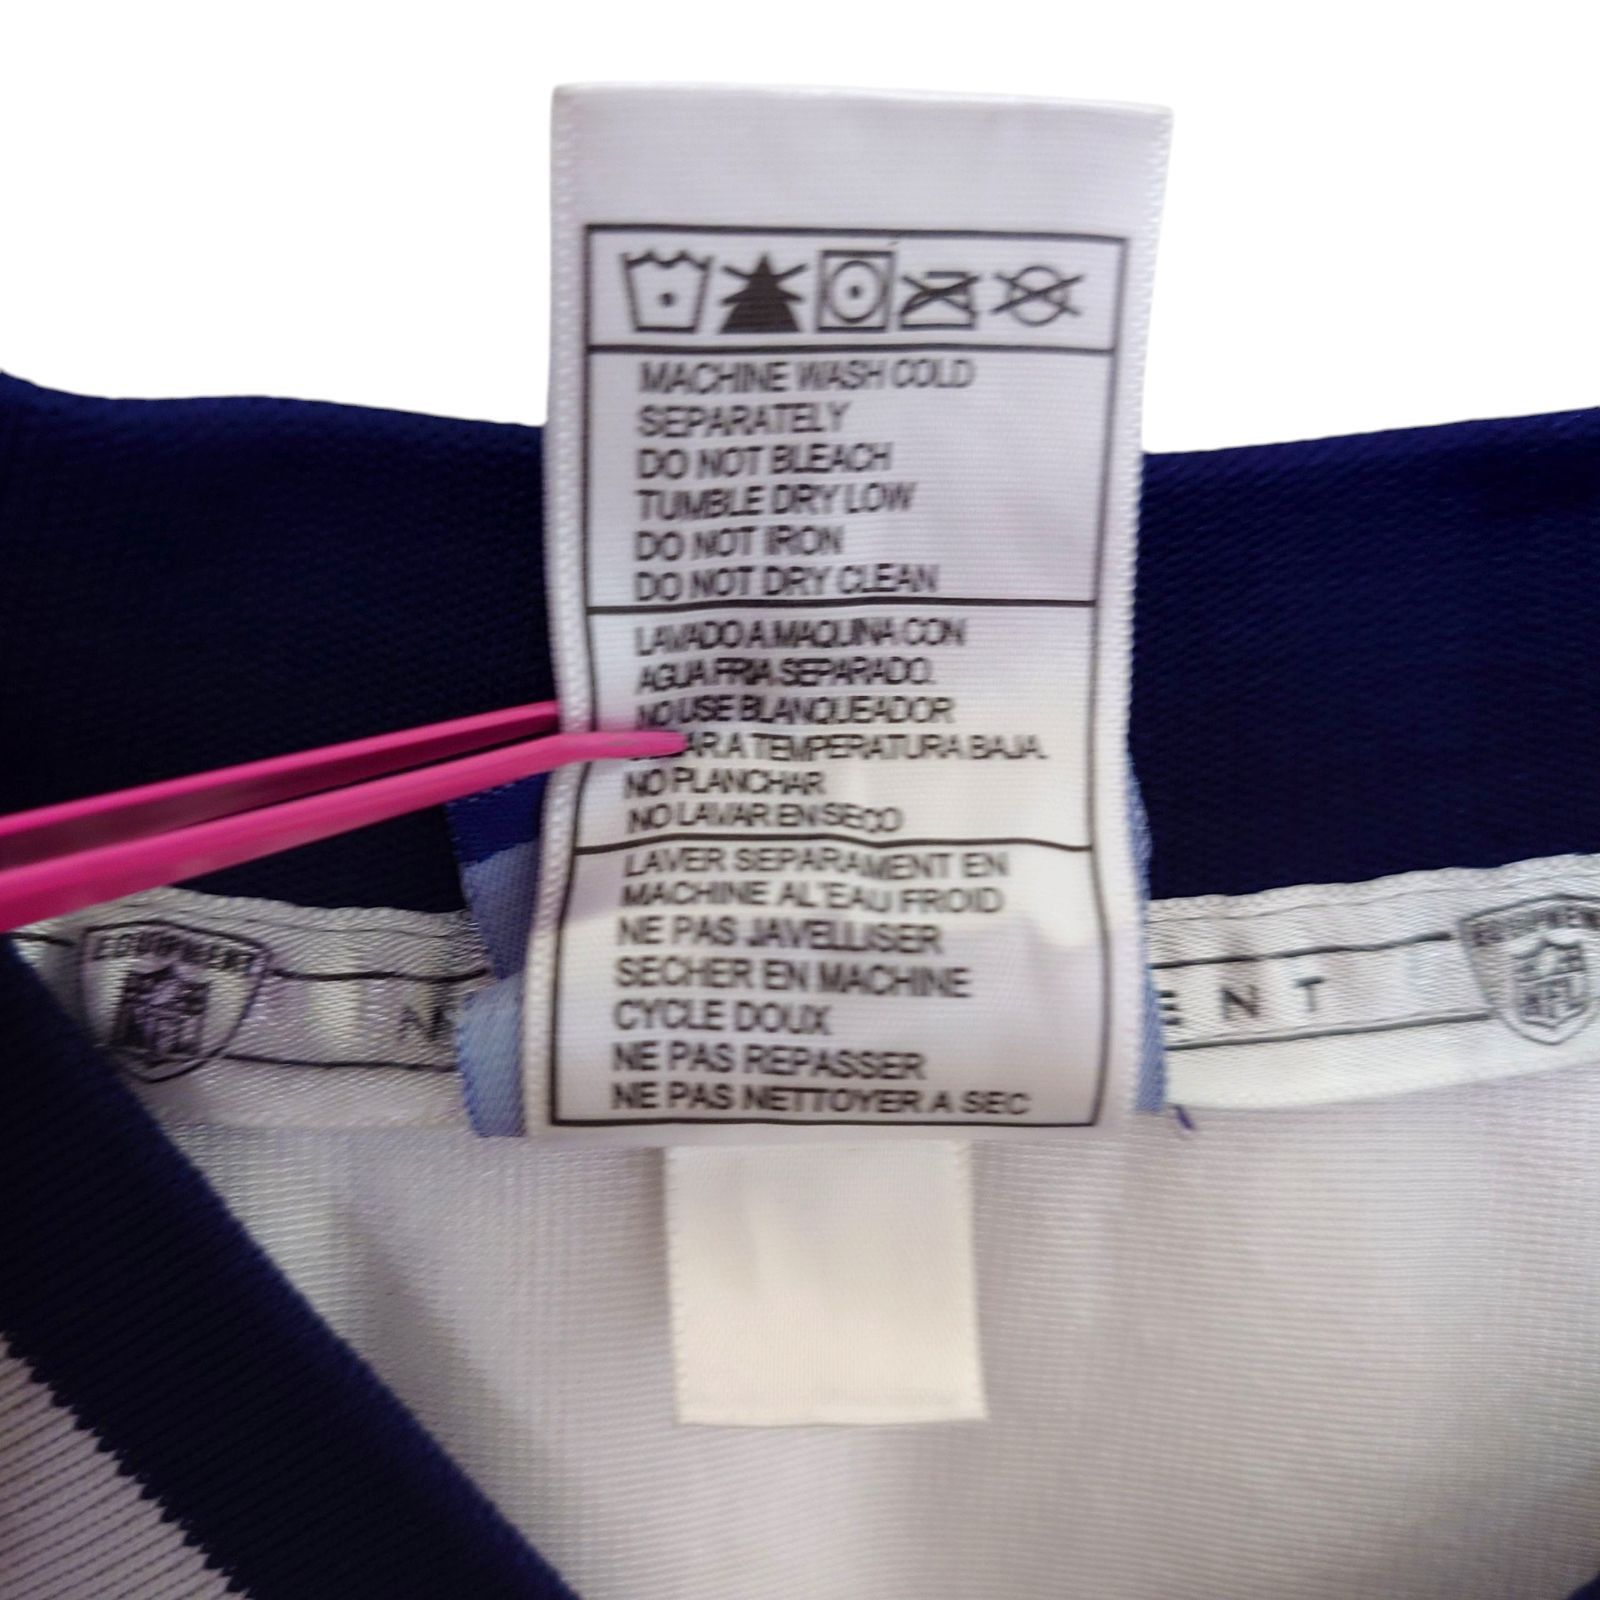 MACHINE WASH COLD
SEPARATELY
DO NOT BLEACH
TUMBLE DRY LOW
DO NOT IRON
DO NOT DRY CLEAN
LAVADO A MAQUINA CON
AGUA FRIA SEPARADO.
NO USE BLANQUEADOR
A TEMPERATURA BAJA.
NO PLANCHAR
NO LAVAR EN SECO
LAVER SEPARAMENT EN
MACHINE A L'EAU FROID
NE PAS JAVELLISER
SECHER EN MACHINE
CYCLE DOUX
NE PAS REPASSER
NE PAS NETTOYER A SEC
EQUIPMENT
NFL
ENT
EQUIPMENT
NFL